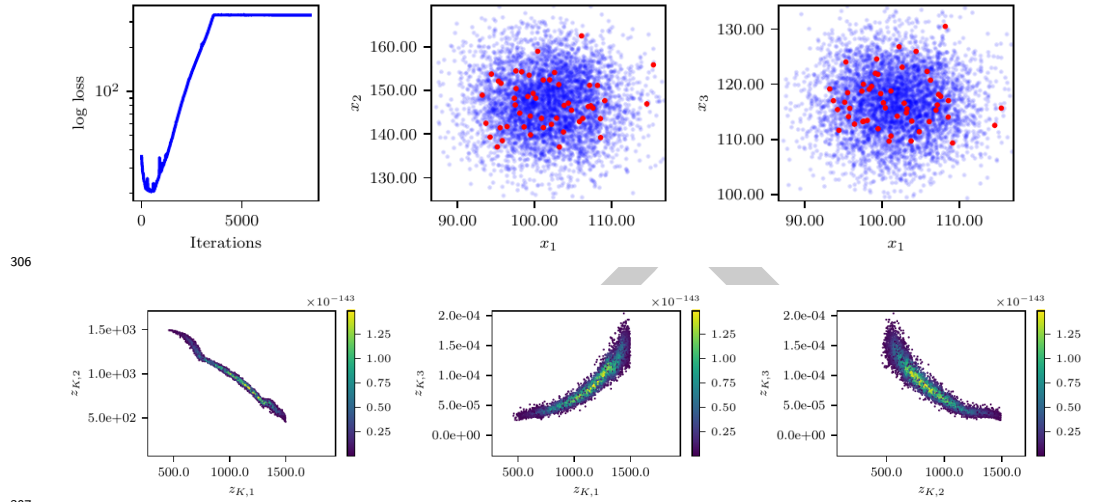 log loss
10²
0 5000
Iterations
x₂
160.00
150.00
140.00
130.00
90.00 100.00 110.00
x₁
x₃
130.00
120.00
110.00
100.00
90.00 100.00 110.00
x₁
306
×10⁻¹⁴³
z_{K,2}
1.5e+03
1.0e+03
5.0e+02
500.0 1000.0 1500.0
z_{K,1}
1.25
1.00
0.75
0.50
0.25
×10⁻¹⁴³
z_{K,3}
2.0e-04
1.5e-04
1.0e-04
5.0e-05
0.0e+00
500.0 1000.0 1500.0
z_{K,1}
1.25
1.00
0.75
0.50
0.25
×10⁻¹⁴³
z_{K,3}
2.0e-04
1.5e-04
1.0e-04
5.0e-05
0.0e+00
500.0 1000.0 1500.0
z_{K,2}
1.25
1.00
0.75
0.50
0.25